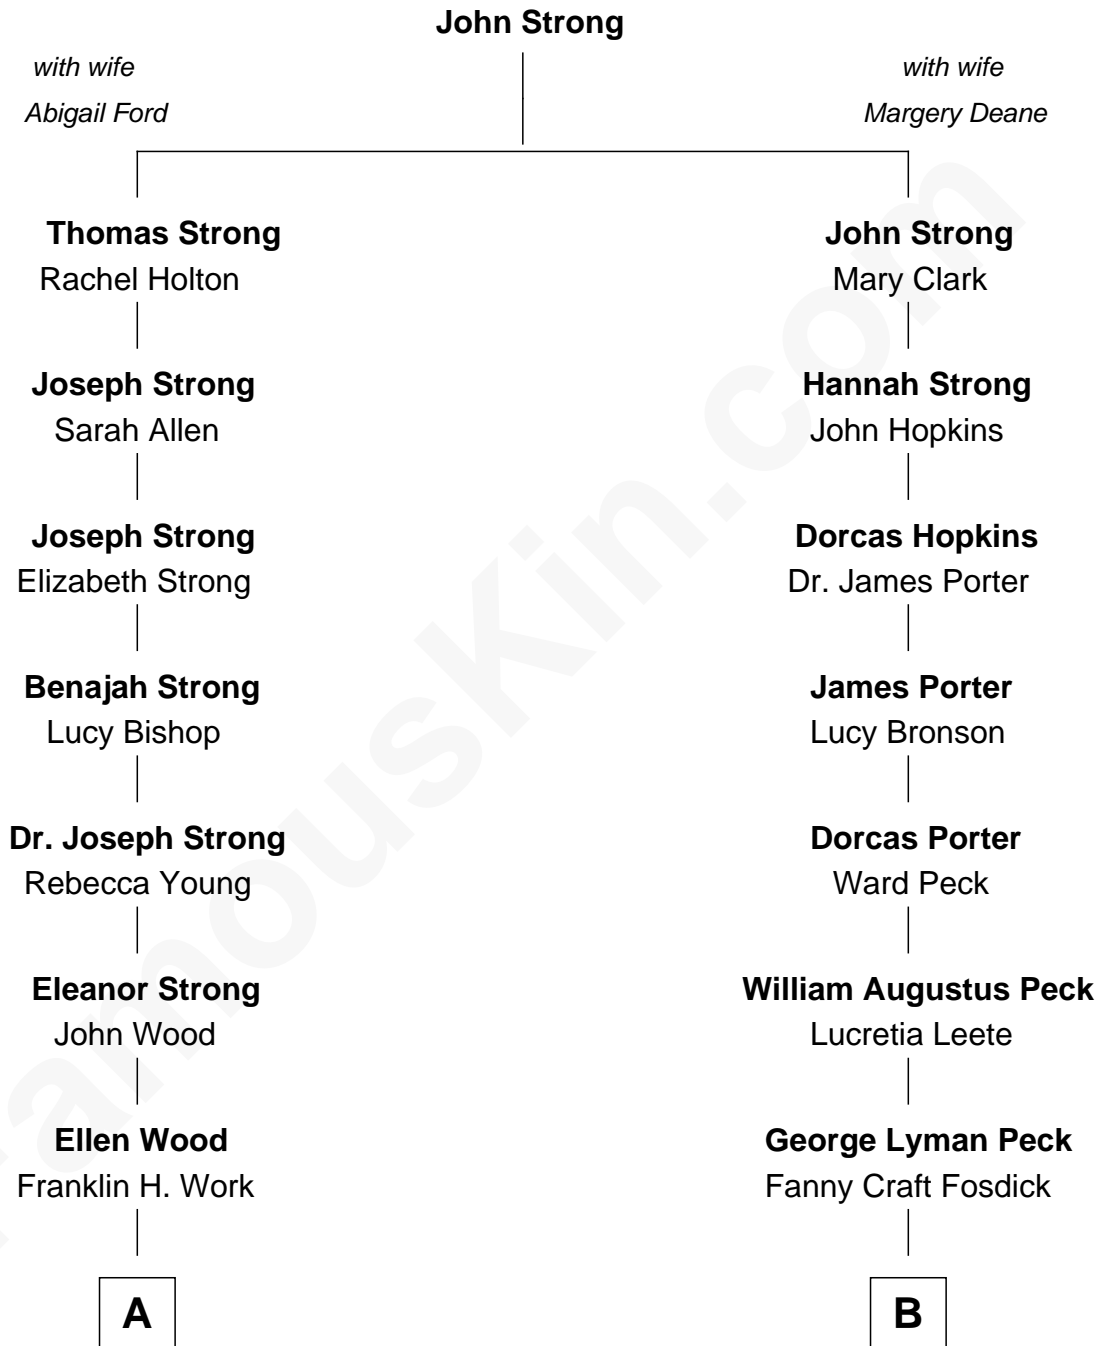 John Strong
with wife
Abigail Ford
with wife
Margery Deane
Thomas Strong
Rachel Holton
John Strong
Mary Clark
Joseph Strong
Sarah Allen
Hannah Strong
John Hopkins
Joseph Strong
Elizabeth Strong
Dorcas Hopkins
Dr. James Porter
Benajah Strong
Lucy Bishop
James Porter
Lucy Bronson
Dr. Joseph Strong
Rebecca Young
Dorcas Porter
Ward Peck
Eleanor Strong
John Wood
William Augustus Peck
Lucretia Leete
Ellen Wood
Franklin H. Work
George Lyman Peck
Fanny Craft Fosdick
A
B
FamousKin.com